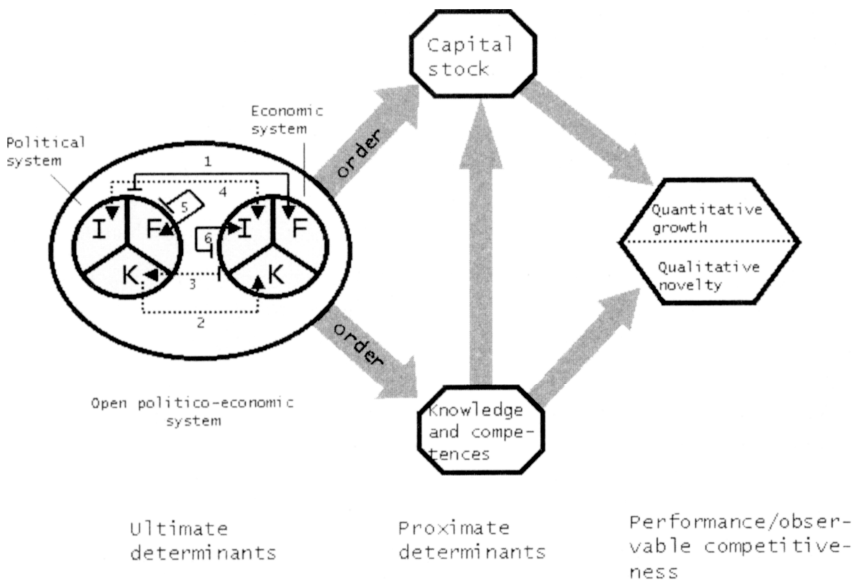 Capital
stock
Economic
system
Political
system
order
1
4
5
I
F
I
F
6
K
K
3
2
Quantitative
growth
Qualitative
novelty
order
Open politico-economic
system
Knowledge
and compe-
tences
Ultimate
determinants
Proximate
determinants
Performance/obser-
vable competitive-
ness